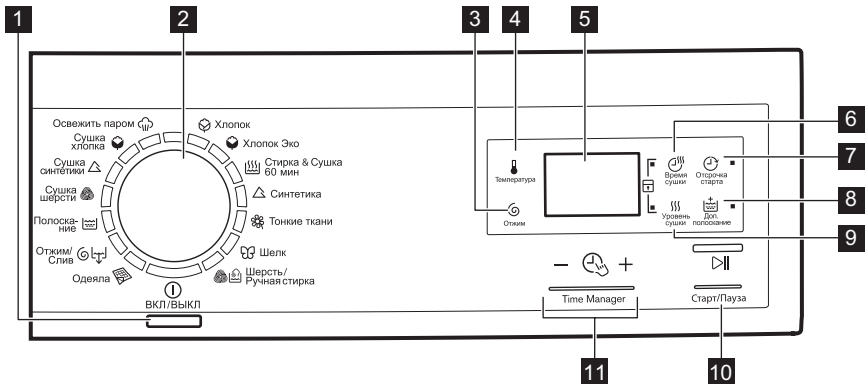 1
2
3
4
5
6
7
8
9
10
11
Освежить паром
Сушка
хлопка
Сушка
синтетики
Сушка
шерсти
Полоска-
ние
Отжим/
Слив
Одеяла
Хлопок
Хлопок Эко
Стирка & Сушка
60 мин
Синтетика
Тонкие ткани
Шелк
Шерсть/
Ручная стирка
ВКЛ/ВЫКЛ
Температура
Отжим
Время
сушки
Отсрочка
старта
Уровень
сушки
Доп.
полоскание
Time Manager
Старт/Пауза